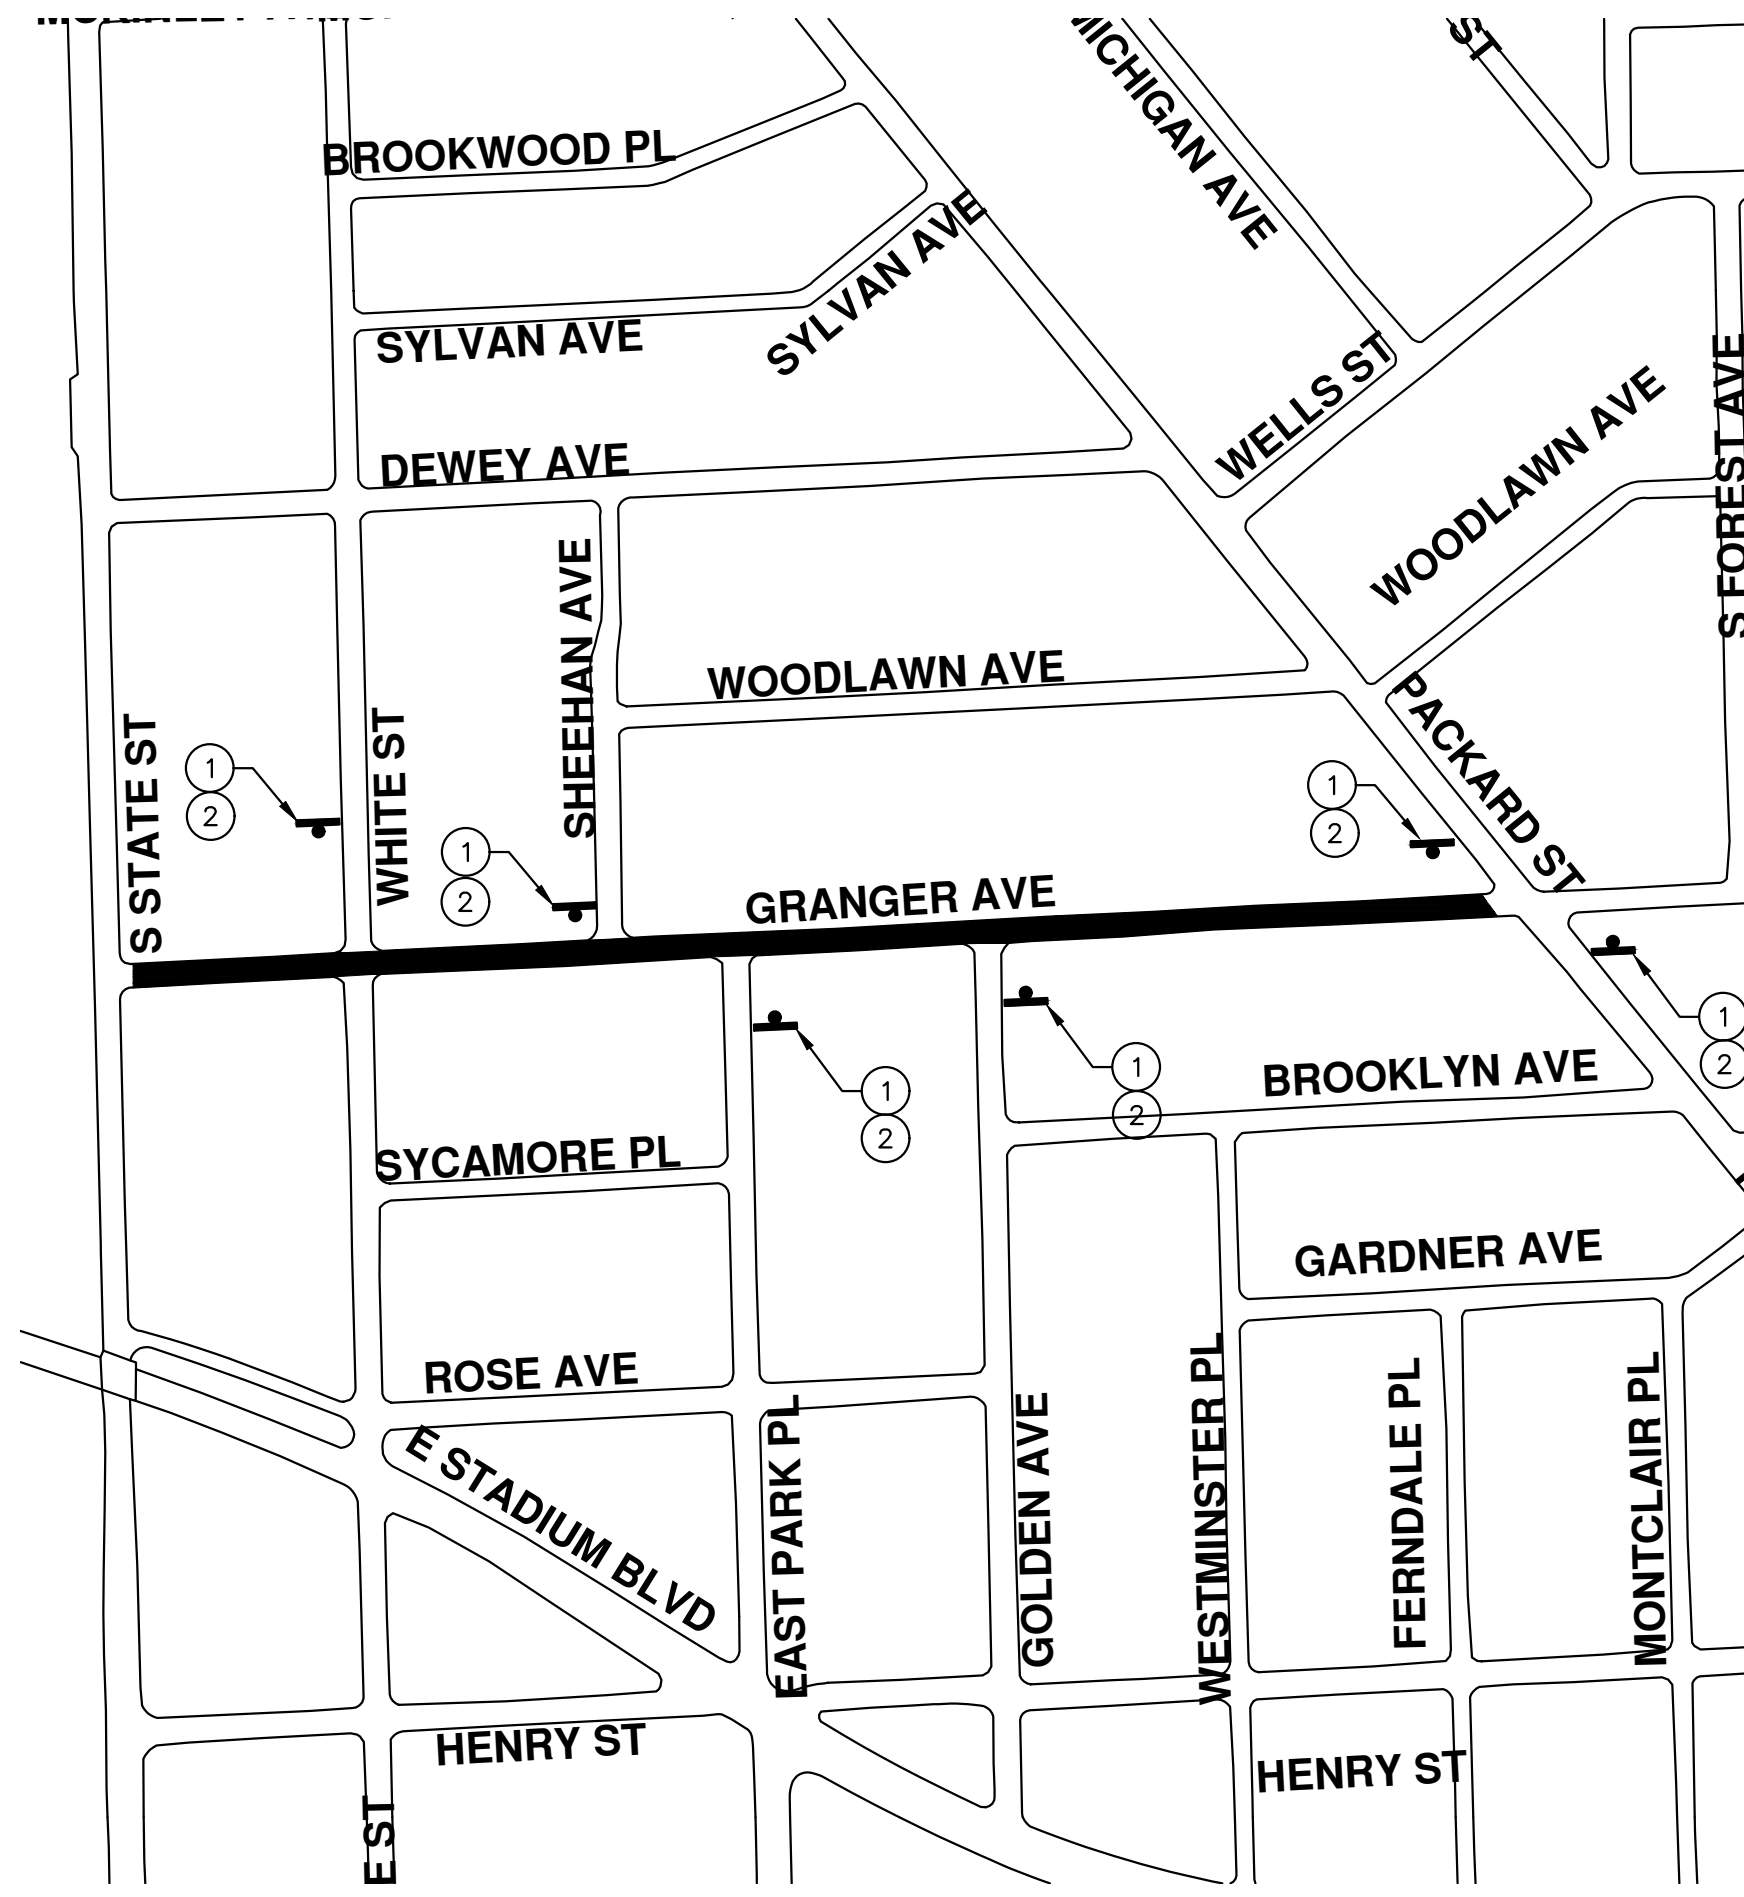 MICHIGAN AVE
ST
BROOKWOOD PL
SYLVAN AVE
SYLVAN AVE
WELLS ST
S FOREST AVE
DEWEY AVE
WOODLAWN AVE
SHEEHAN AVE
WOODLAWN AVE
PACKARD ST
S STATE ST
1
2
WHITE ST
1
2
1
2
GRANGER AVE
1
2
1
2
1
2
BROOKLYN AVE
SYCAMORE PL
GARDNER AVE
ROSE AVE
E STADIUM BLVD
EAST PARK PL
GOLDEN AVE
WESTMINSTER PL
FERNDALE PL
MONTCLAIR PL
HENRY ST
HENRY ST
E ST